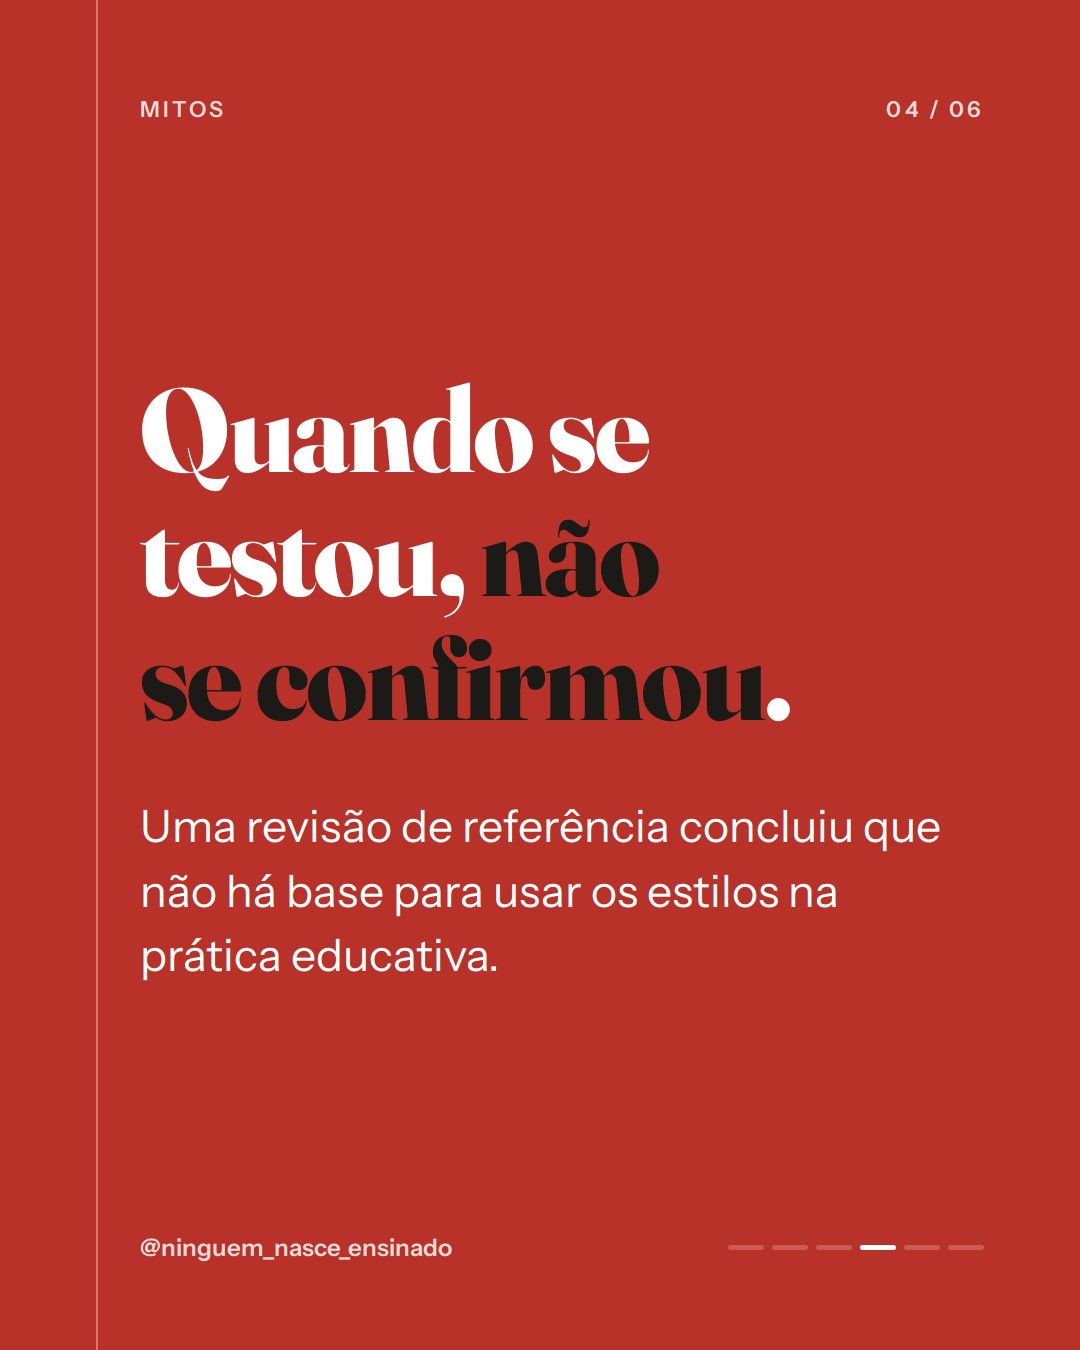 MITOS
04 / 06
Quando se
testou, não
se confirmou.
Uma revisão de referência concluiu que
não há base para usar os estilos na
prática educativa.
@ninguem_nasce_ensinado